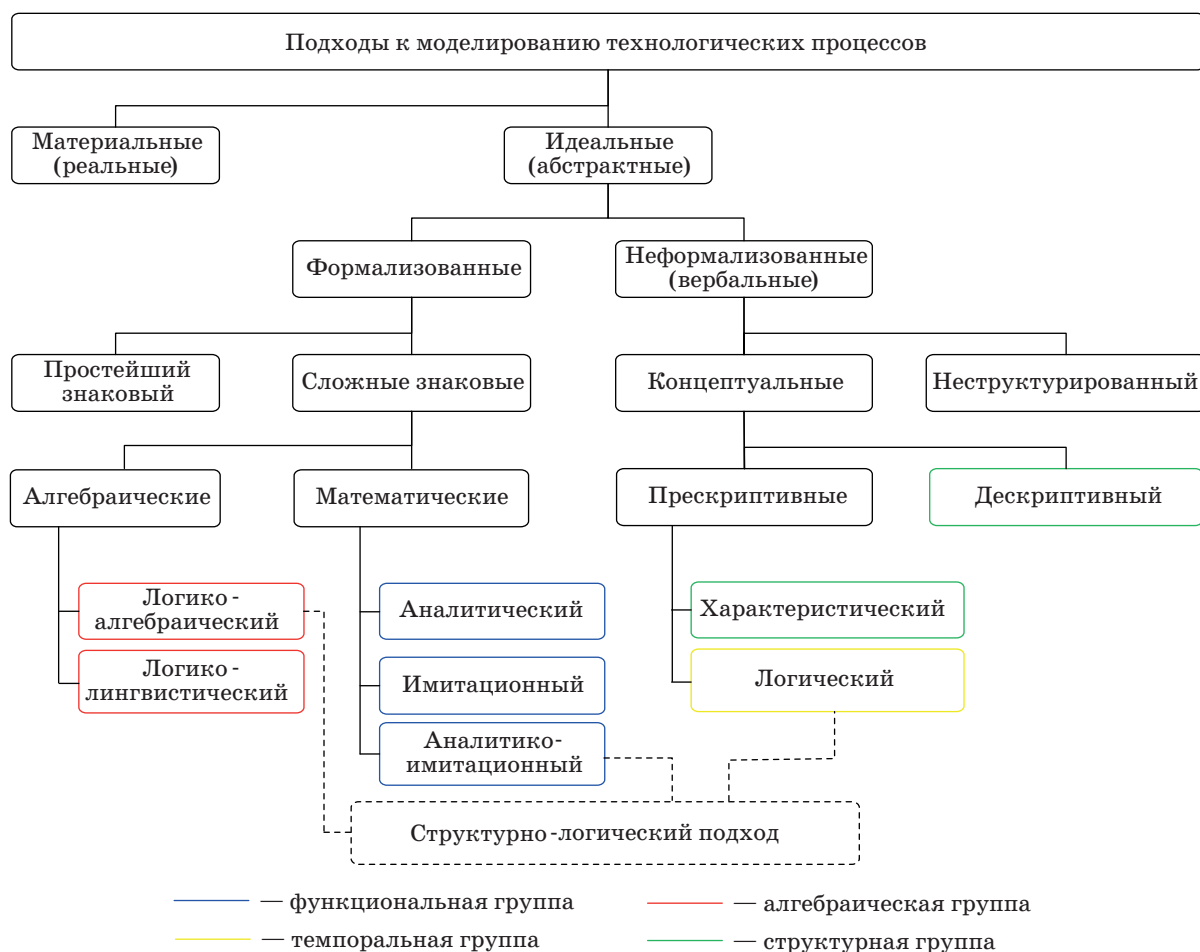 Подходы к моделированию технологических процессов
Материальные
(реальные)
Идеальные
(абстрактные)
Формализованные
Неформализованные
(вербальные)
Простейший
знаковый
Сложные знаковые
Концептуальные
Неструктурированный
Алгебраические
Математические
Прескриптивные
Дескриптивный
Логико-
алгебраический
Логико-
лингвистический
Аналитический
Имитационный
Аналитико-
имитационный
Характеристический
Логический
Структурно-логический подход
— функциональная группа
— алгебраическая группа
— темпоральная группа
— структурная группа